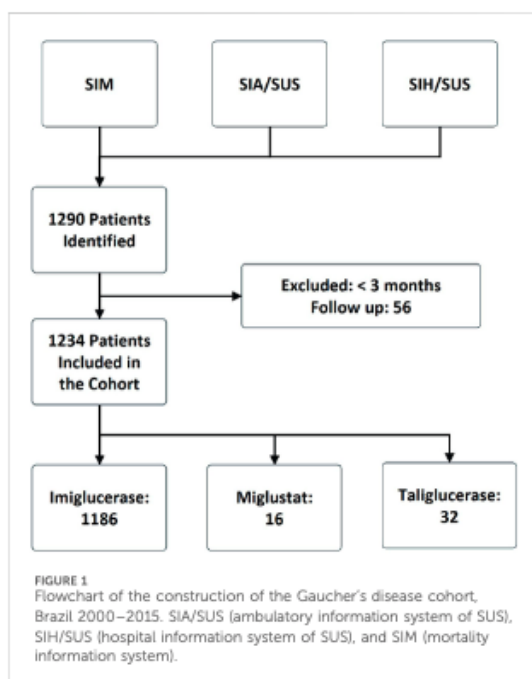 SIM
SIA/SUS
SIH/SUS
1290 Patients
Identified
Excluded: < 3 months
Follow up: 56
1234 Patients
Included in
the Cohort
Imiglucerase:
1186
Miglustat:
16
Taliglucerase:
32
FIGURE 1
Flowchart of the construction of the Gaucher's disease cohort,
Brazil 2000–2015. SIA/SUS (ambulatory information system of SUS),
SIH/SUS (hospital information system of SUS), and SIM (mortality
information system).